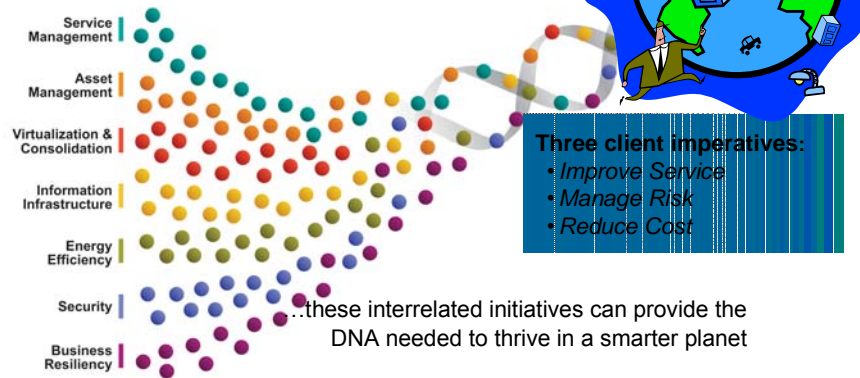 Service
Management
Asset
Management
Virtualization &
Consolidation
Information
Infrastructure
Energy
Efficiency
Security
Business
Resiliency
Three client imperatives:
• Improve Service
• Manage Risk
• Reduce Cost
…these interrelated initiatives can provide the
DNA needed to thrive in a smarter planet